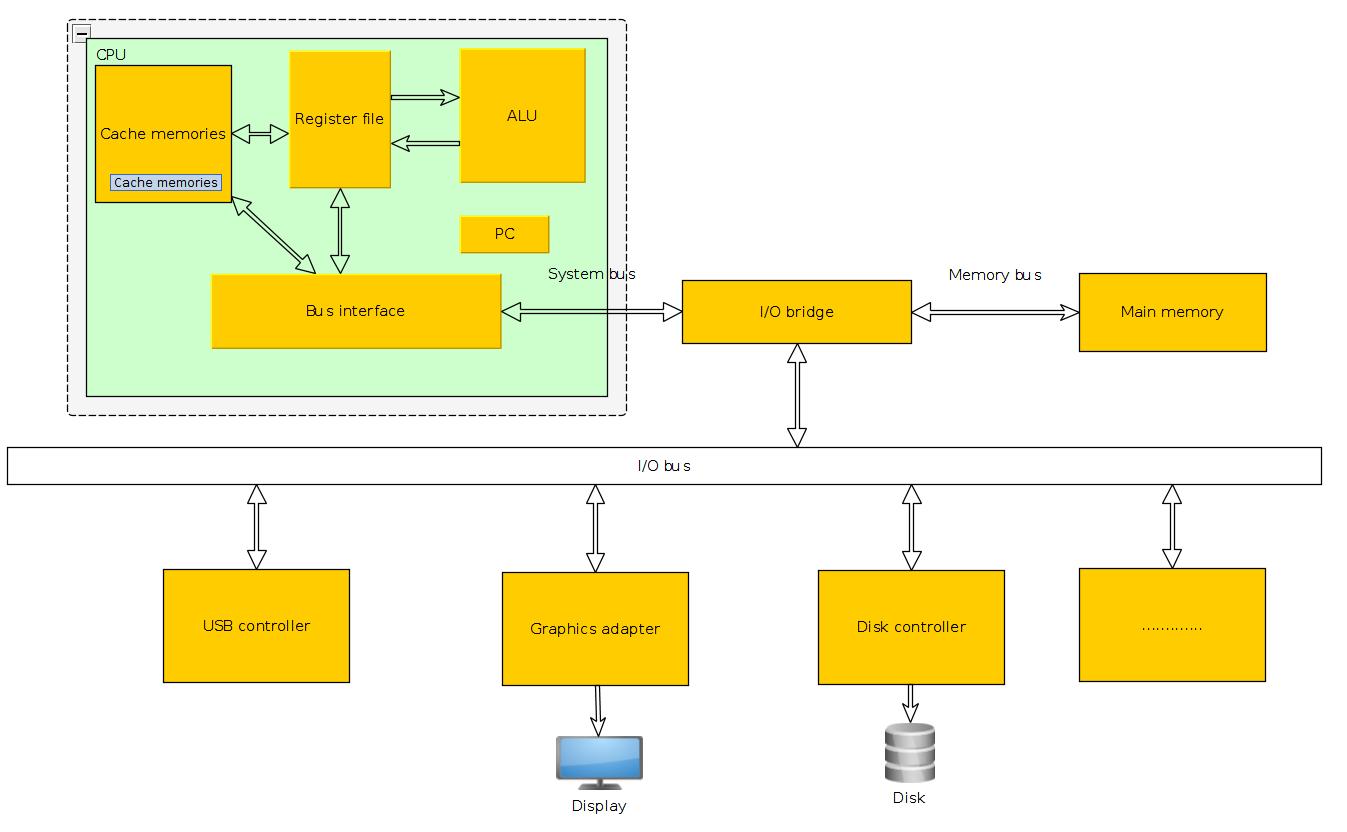 CPU
Cache memories
Cache memories
Register file
ALU
PC
Bus interface
System bus
I/O bridge
Memory bus
Main memory
I/O bus
USB controller
Graphics adapter
Disk controller
.............
Display
Disk